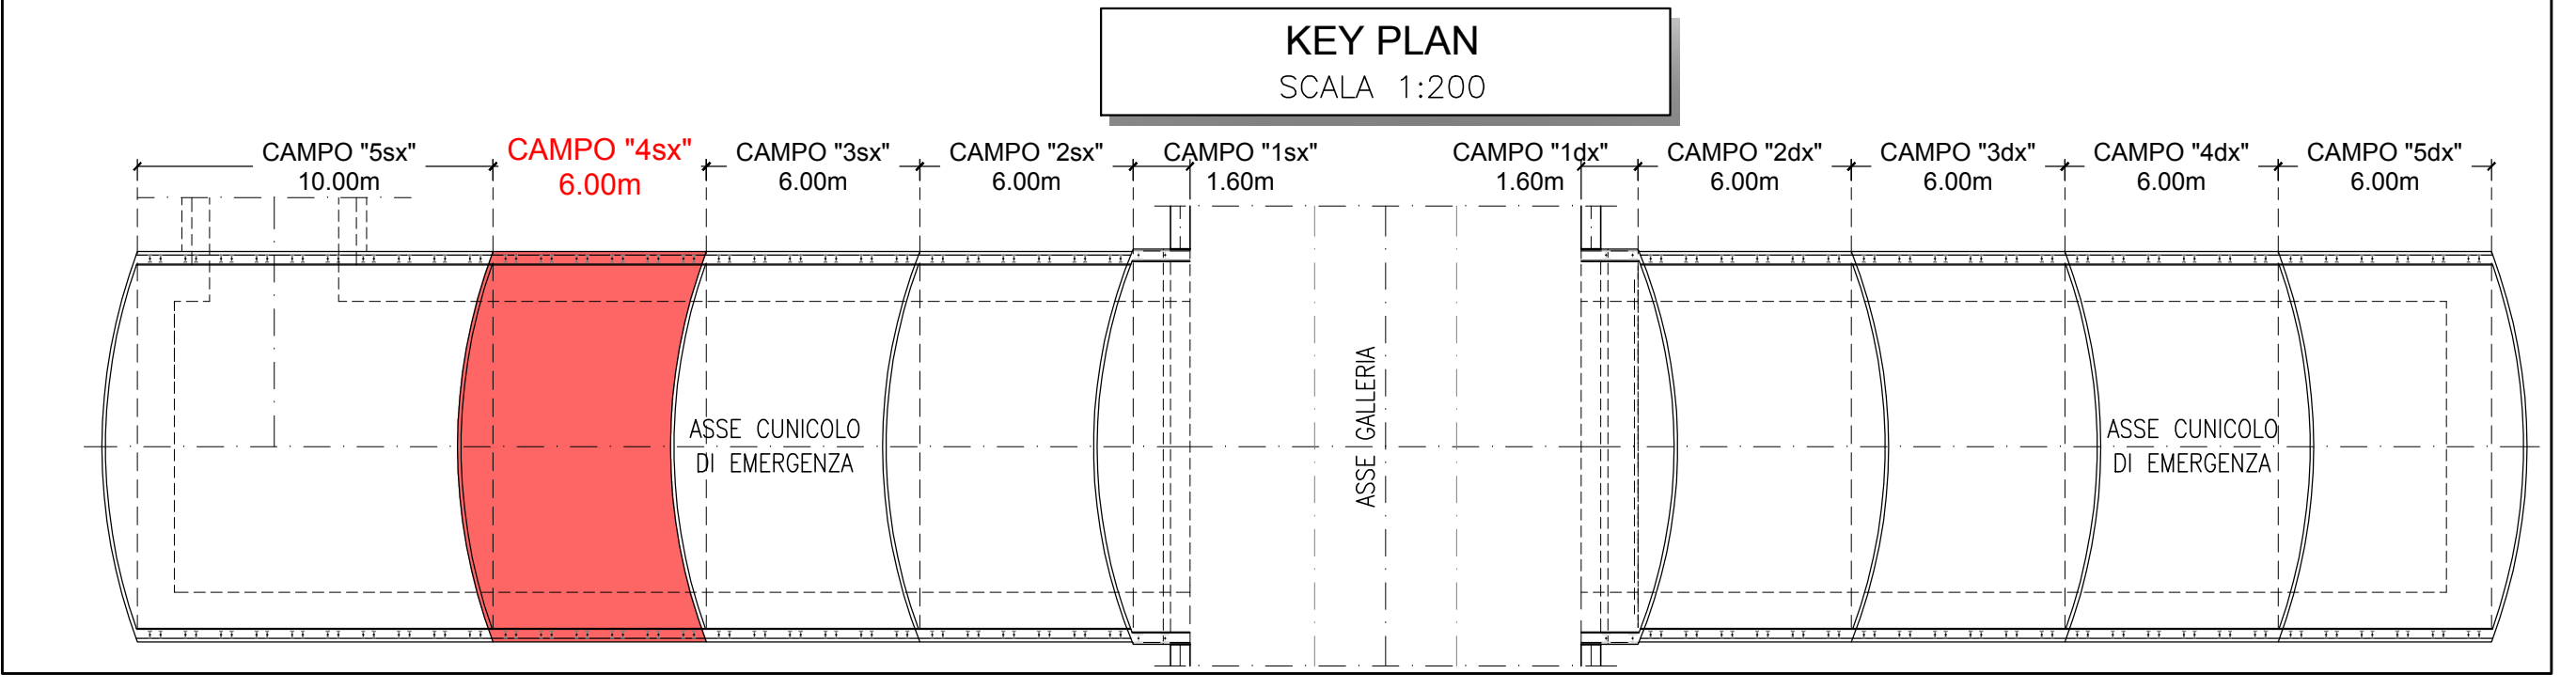 KEY PLAN
SCALA 1:200
CAMPO "5sx"
10.00m
CAMPO "4sx"
6.00m
CAMPO "3sx"
6.00m
CAMPO "2sx"
6.00m
CAMPO "1sx"
1.60m
CAMPO "1dx"
1.60m
CAMPO "2dx"
6.00m
CAMPO "3dx"
6.00m
CAMPO "4dx"
6.00m
CAMPO "5dx"
6.00m
ASSE CUNICOLO
DI EMERGENZA
ASSE GALLERIA
ASSE CUNICOLO
DI EMERGENZA